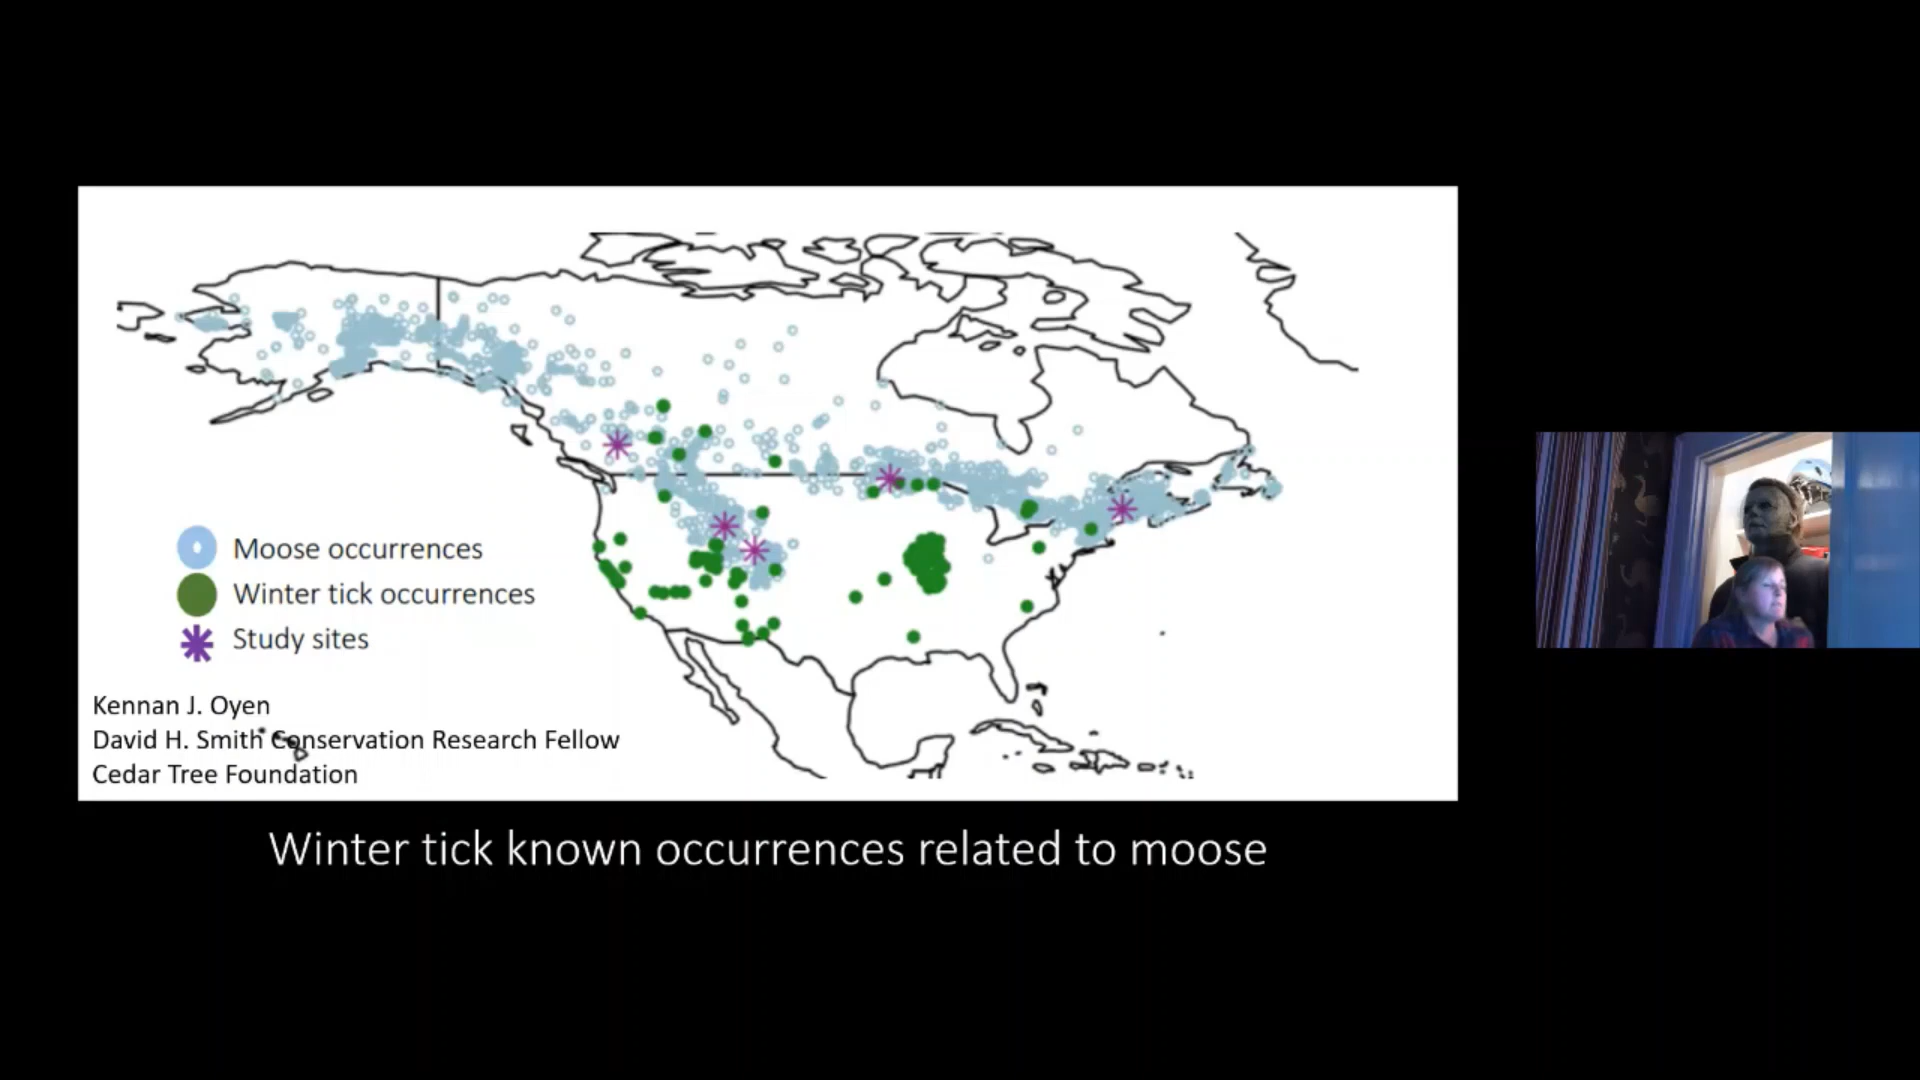 Moose occurrences
Winter tick occurrences
Study sites
Kennan J. Oyen
David H. Smith Conservation Research Fellow
Cedar Tree Foundation
Winter tick known occurrences related to moose